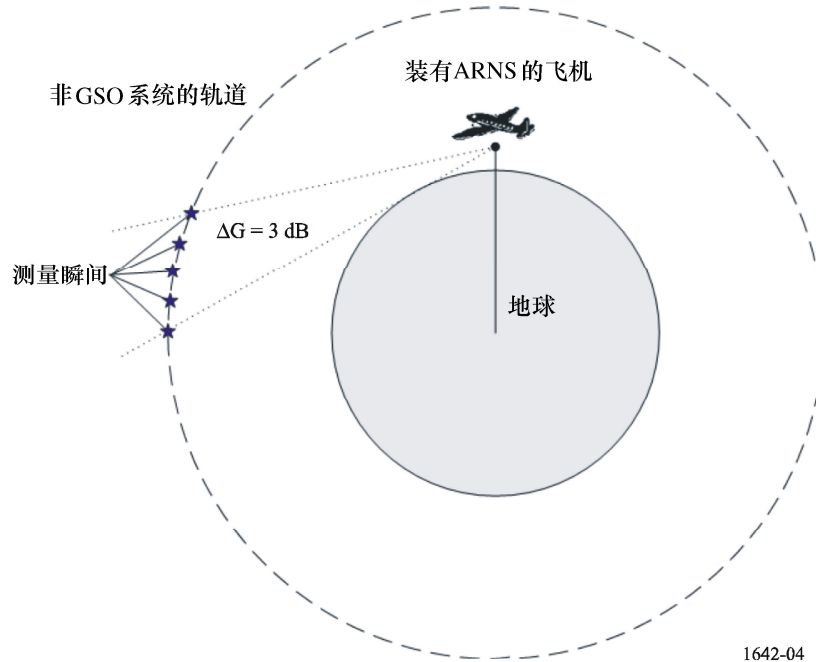 装有ARNS的飞机
非GSO系统的轨道
ΔG = 3 dB
测量瞬间
地球
1642-04